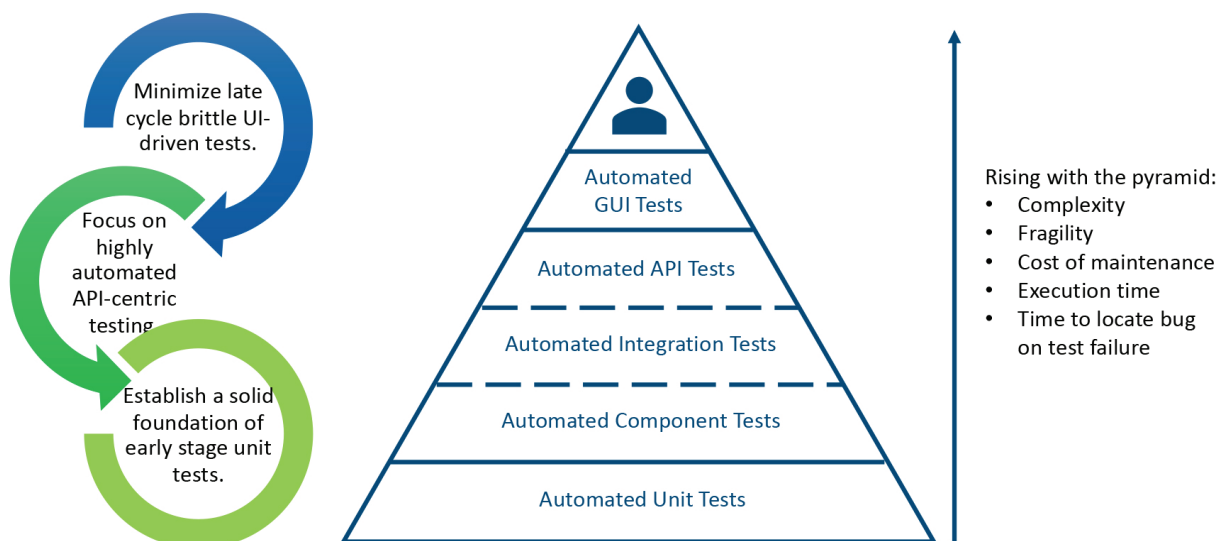 Minimize late
cycle brittle UI-
driven tests.
Focus on
highly
automated
API-centric
testing
Establish a solid
foundation of
early stage unit
tests.
Automated
GUI Tests
Automated API Tests
Automated Integration Tests
Automated Component Tests
Automated Unit Tests
Rising with the pyramid:
• Complexity
• Fragility
• Cost of maintenance
• Execution time
• Time to locate bug
on test failure